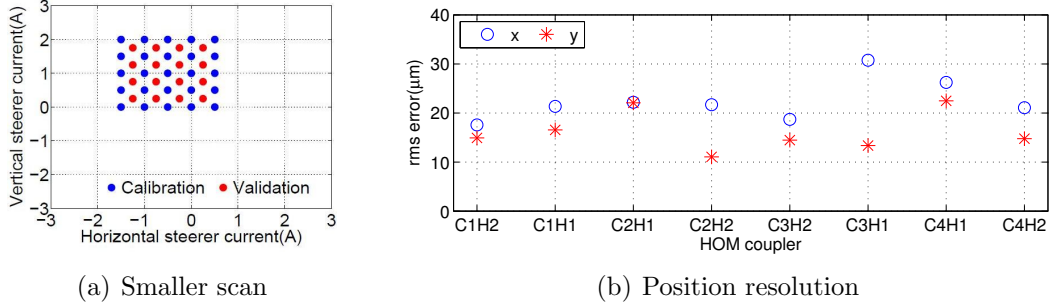 Vertical steerer current(A)
3
2
1
0
−1
−2
−3
Calibration
Validation
−3
−2
−1
0
1
2
3
Horizontal steerer current(A)
(a) Smaller scan
rms error(μm)
40
30
20
10
0
x
y
C1H2
C1H1
C2H1
C2H2
C3H2
C3H1
C4H1
C4H2
HOM coupler
(b) Position resolution